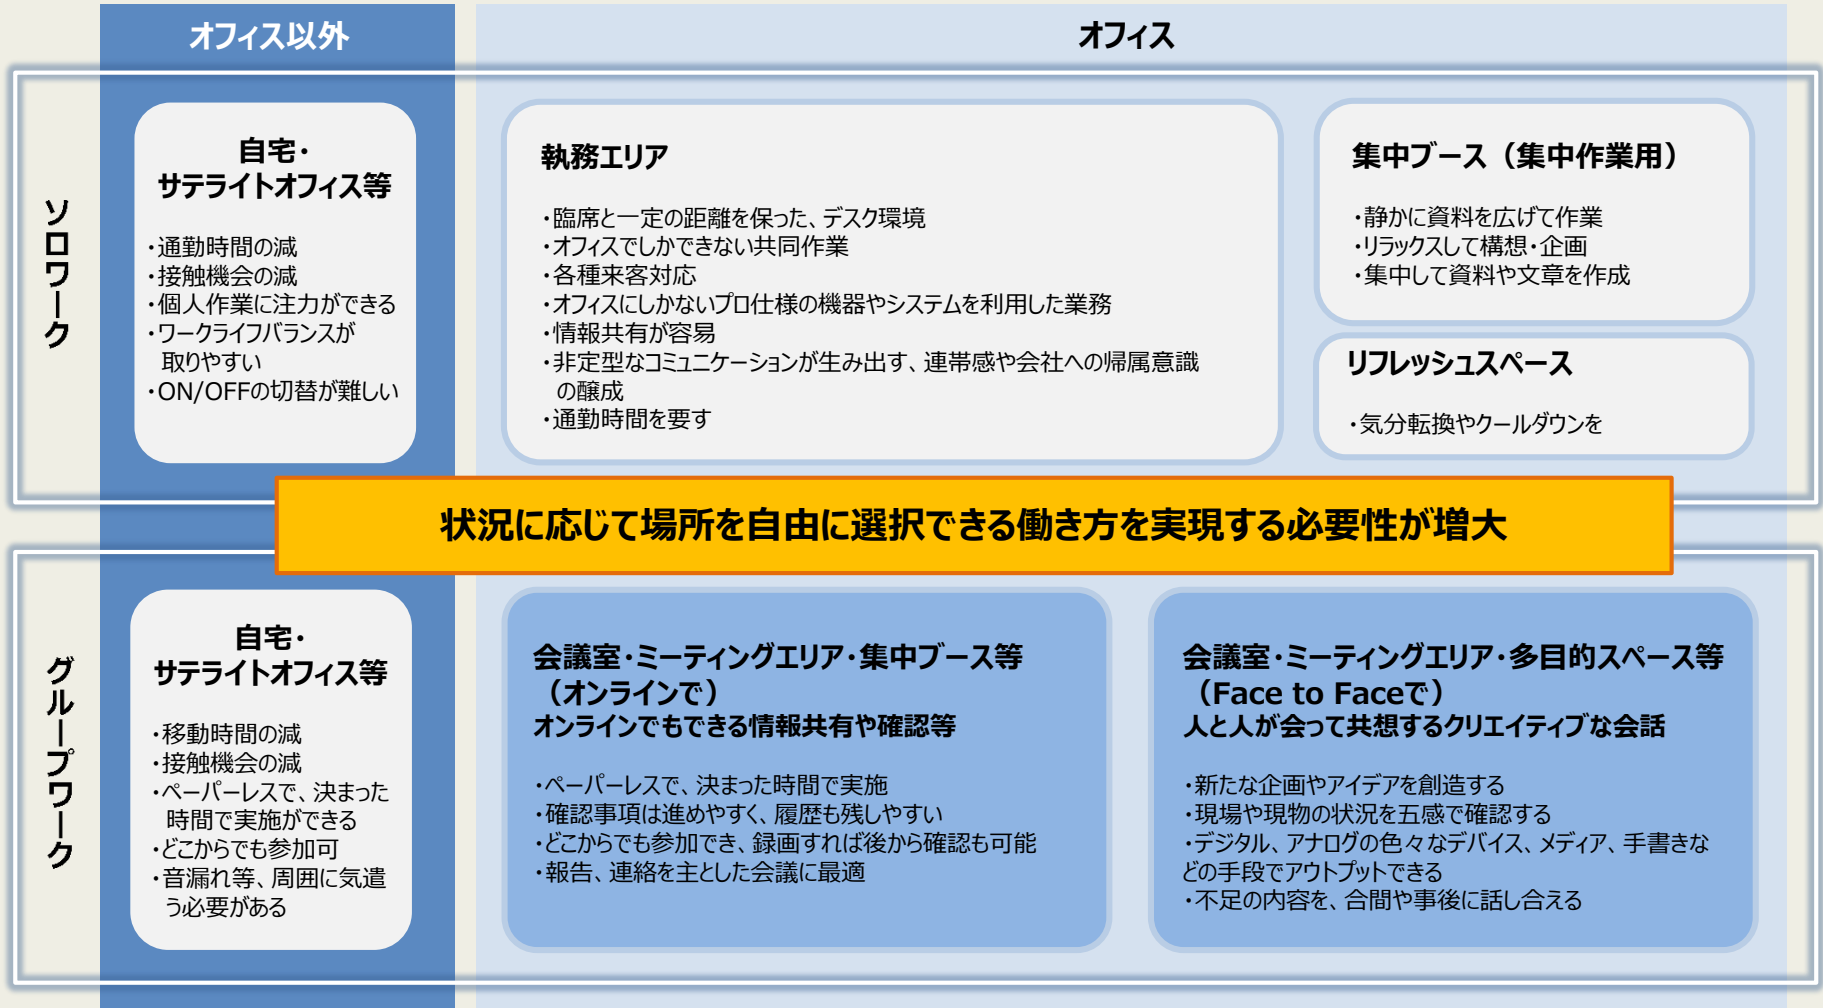 オフィス以外
オフィス
ソロワーク
自宅・
サテライトオフィス等
・通勤時間の減
・接触機会の減
・個人作業に注力ができる
・ワークライフバランスが
取りやすい
・ON/OFFの切替が難しい
執務エリア
・臨席と一定の距離を保った、デスク環境
・オフィスでしかできない共同作業
・各種来客対応
・オフィスにしかないプロ仕様の機器やシステムを利用した業務
・情報共有が容易
・非定型なコミュニケーションが生み出す、連帯感や会社への帰属意識
の醸成
・通勤時間を要す
集中ブース（集中作業用）
・静かに資料を広げて作業
・リラックスして構想・企画
・集中して資料や文章を作成
リフレッシュスペース
・気分転換やクールダウンを
状況に応じて場所を自由に選択できる働き方を実現する必要性が増大
グループワーク
自宅・
サテライトオフィス等
・移動時間の減
・接触機会の減
・ペーパーレスで、決まった
時間で実施ができる
・どこからでも参加可
・音漏れ等、周囲に気遣
う必要がある
会議室・ミーティングエリア・集中ブース等
（オンラインで）
オンラインでもできる情報共有や確認等
・ペーパーレスで、決まった時間で実施
・確認事項は進めやすく、履歴も残しやすい
・どこからでも参加でき、録画すれば後から確認も可能
・報告、連絡を主とした会議に最適
会議室・ミーティングエリア・多目的スペース等
（Face to Faceで）
人と人が会って共想するクリエイティブな会話
・新たな企画やアイデアを創造する
・現場や現物の状況を五感で確認する
・デジタル、アナログの色々なデバイス、メディア、手書きな
どの手段でアウトプットできる
・不足の内容を、合間や事後に話し合える